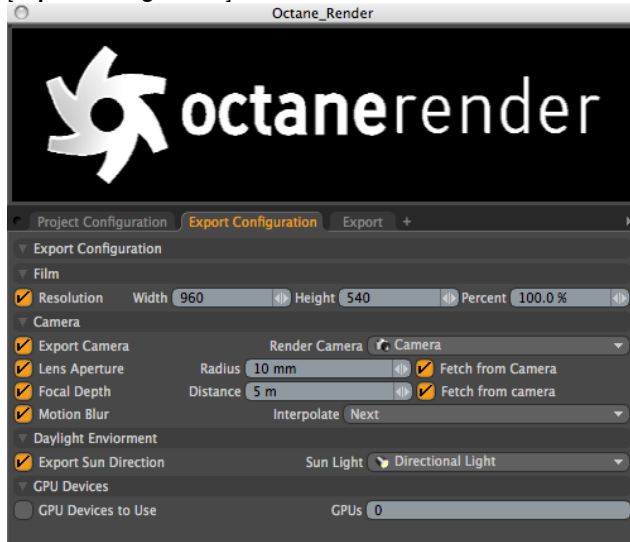 Octane_Render
octanerender
Project Configuration Export Configuration Export +
Export Configuration
Film
Resolution Width 960 Height 540 Percent 100.0 %
Camera
Export Camera Render Camera Camera
Lens Aperture Radius 10 mm Fetch from Camera
Focal Depth Distance 5 m Fetch from camera
Motion Blur Interpolate Next
Daylight Enviorment
Export Sun Direction Sun Light Directional Light
GPU Devices
GPU Devices to Use GPUs 0